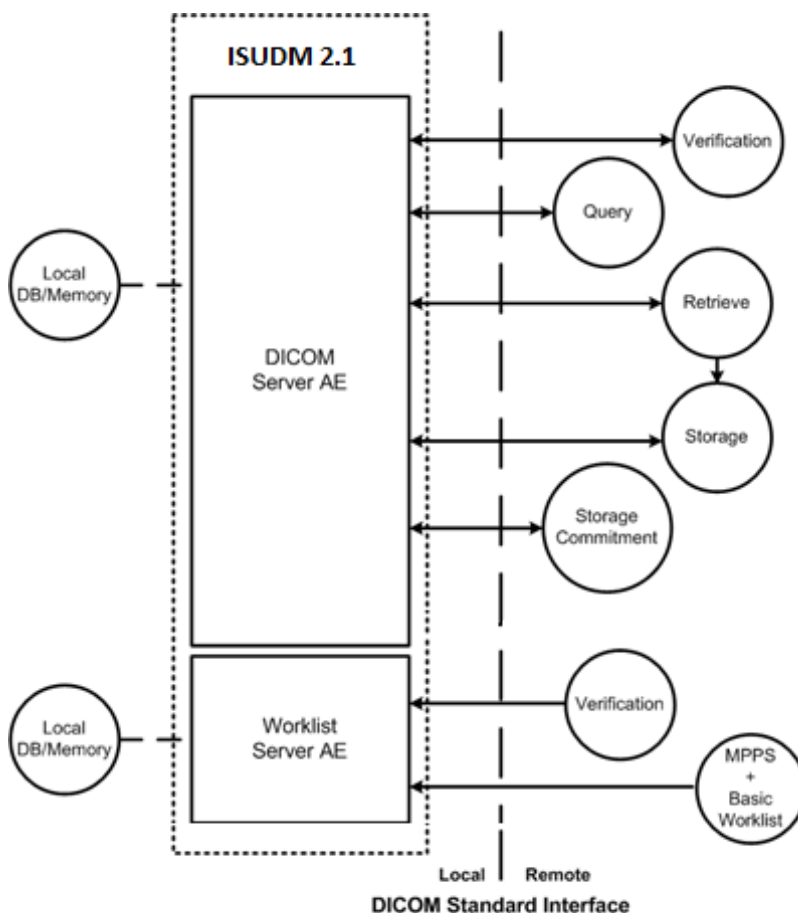 ISUDM 2.1
Verification
Query
Local
DB/Memory
Retrieve
DICOM
Server AE
Storage
Storage
Commitment
Verification
Local
DB/Memory
Worklist
Server AE
MPPS
+
Basic
Worklist
Local
Remote
DICOM Standard Interface